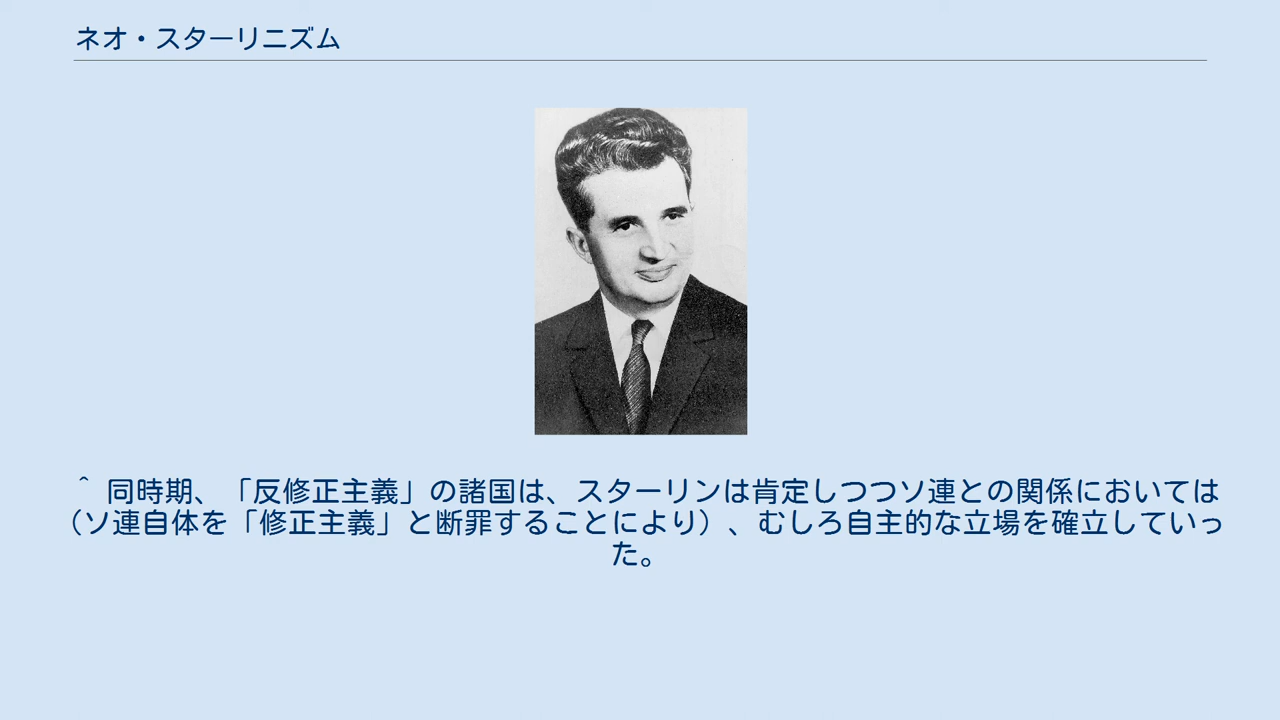 ネオ・スターリニズム
^ 同時期、「反修正主義」の諸国は、スターリンは肯定しつつソ連との関係においては
（ソ連自体を「修正主義」と断罪することにより）、むしろ自主的な立場を確立していっ
た。